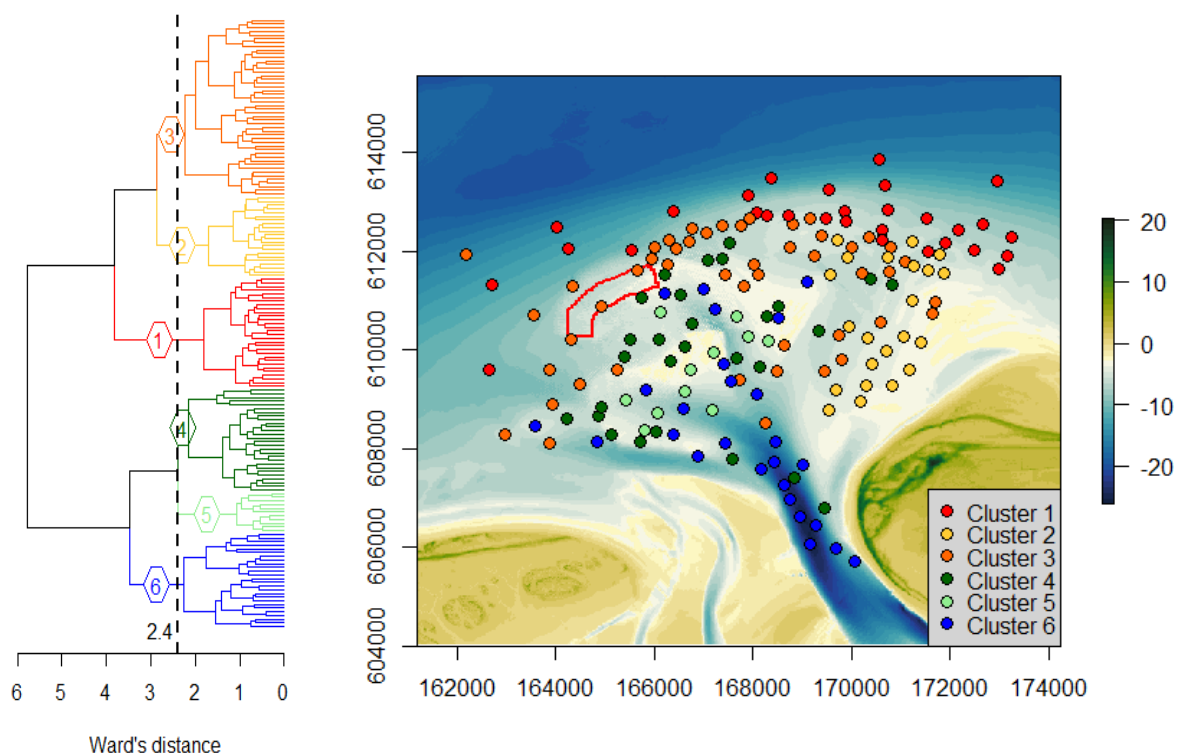 3
2
1
4
5
6
2.4
6 5 4 3 2 1 0
Ward's distance
614000
612000
610000
608000
606000
604000
162000 164000 166000 168000 170000 172000 174000
Cluster 1
Cluster 2
Cluster 3
Cluster 4
Cluster 5
Cluster 6
20
10
0
-10
-20